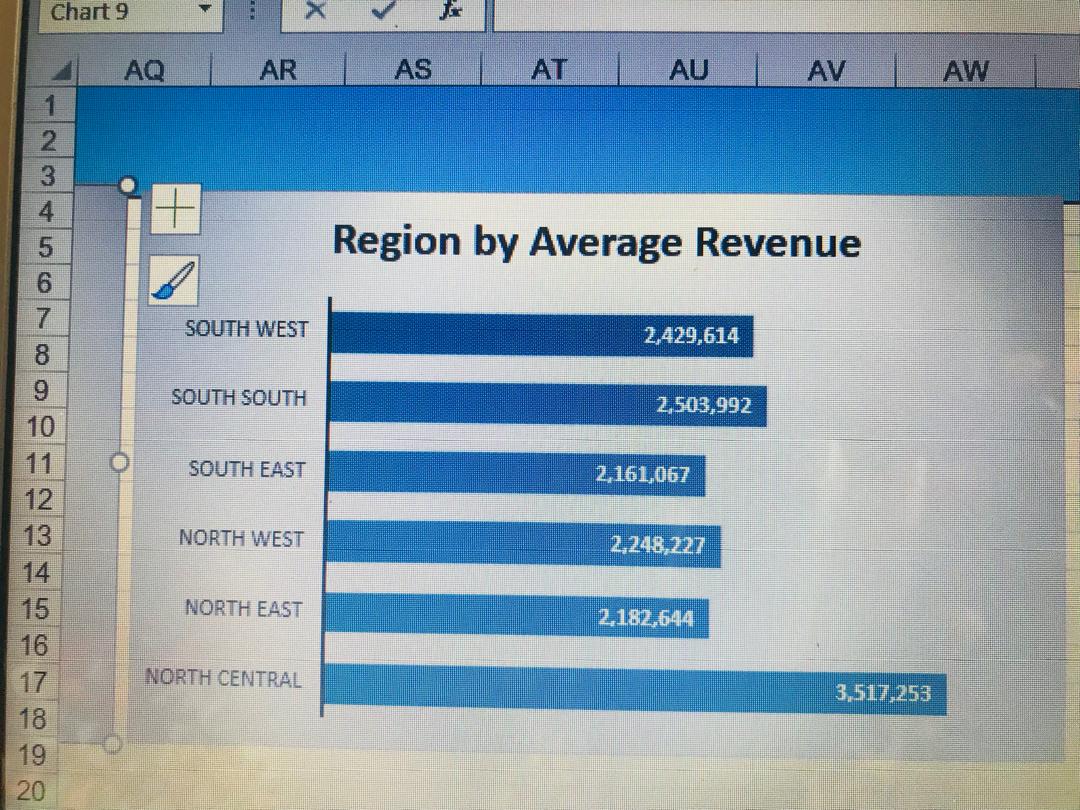 Chart 9
fx
AQ AR AS AT AU AV AW
1
2
3
4
5
6
7
8
9
10
11
12
13
14
15
16
17
18
19
20
Region by Average Revenue
SOUTH WEST 2,429,614
SOUTH SOUTH 2,503,992
SOUTH EAST 2,161,067
NORTH WEST 2,248,227
NORTH EAST 2,182,644
NORTH CENTRAL 3,517,253